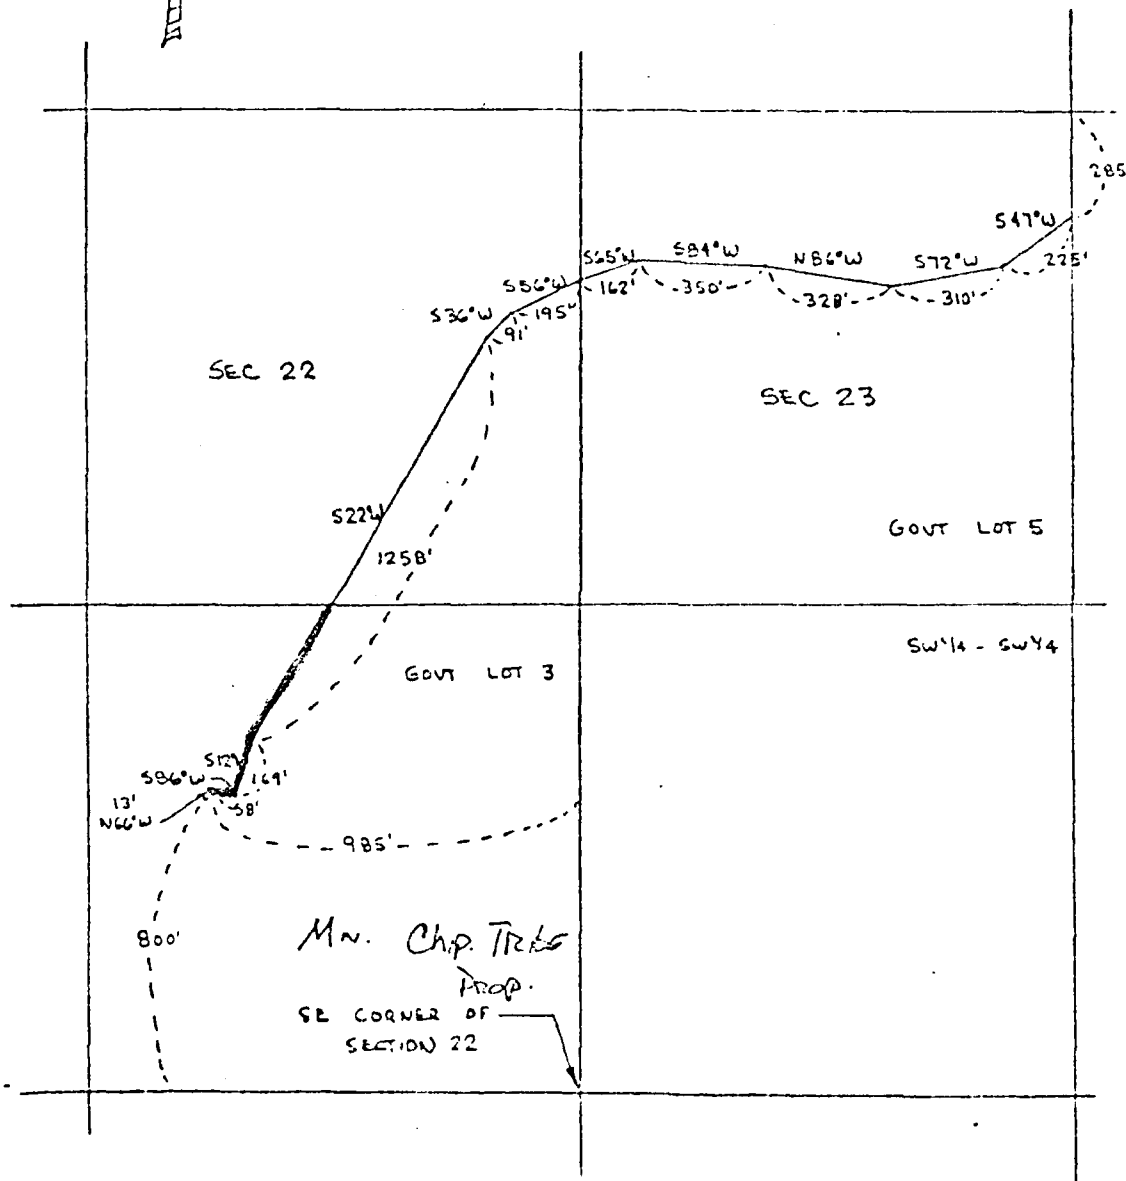 285
S47°W
225'
S65°W
S84°W
N86°W
S72°W
S56°W
162'
350'
328'
310'
S36°W
195'
91'
SEC 22
SEC 23
S22W
GOVT LOT 5
1258'
SW1/4 - SW1/4
GOVT LOT 3
S12W
S86°W
169'
13'
58'
N66°W
985'
800'
MN. Chip. TRIBE
PROP.
SE CORNER OF
SECTION 22